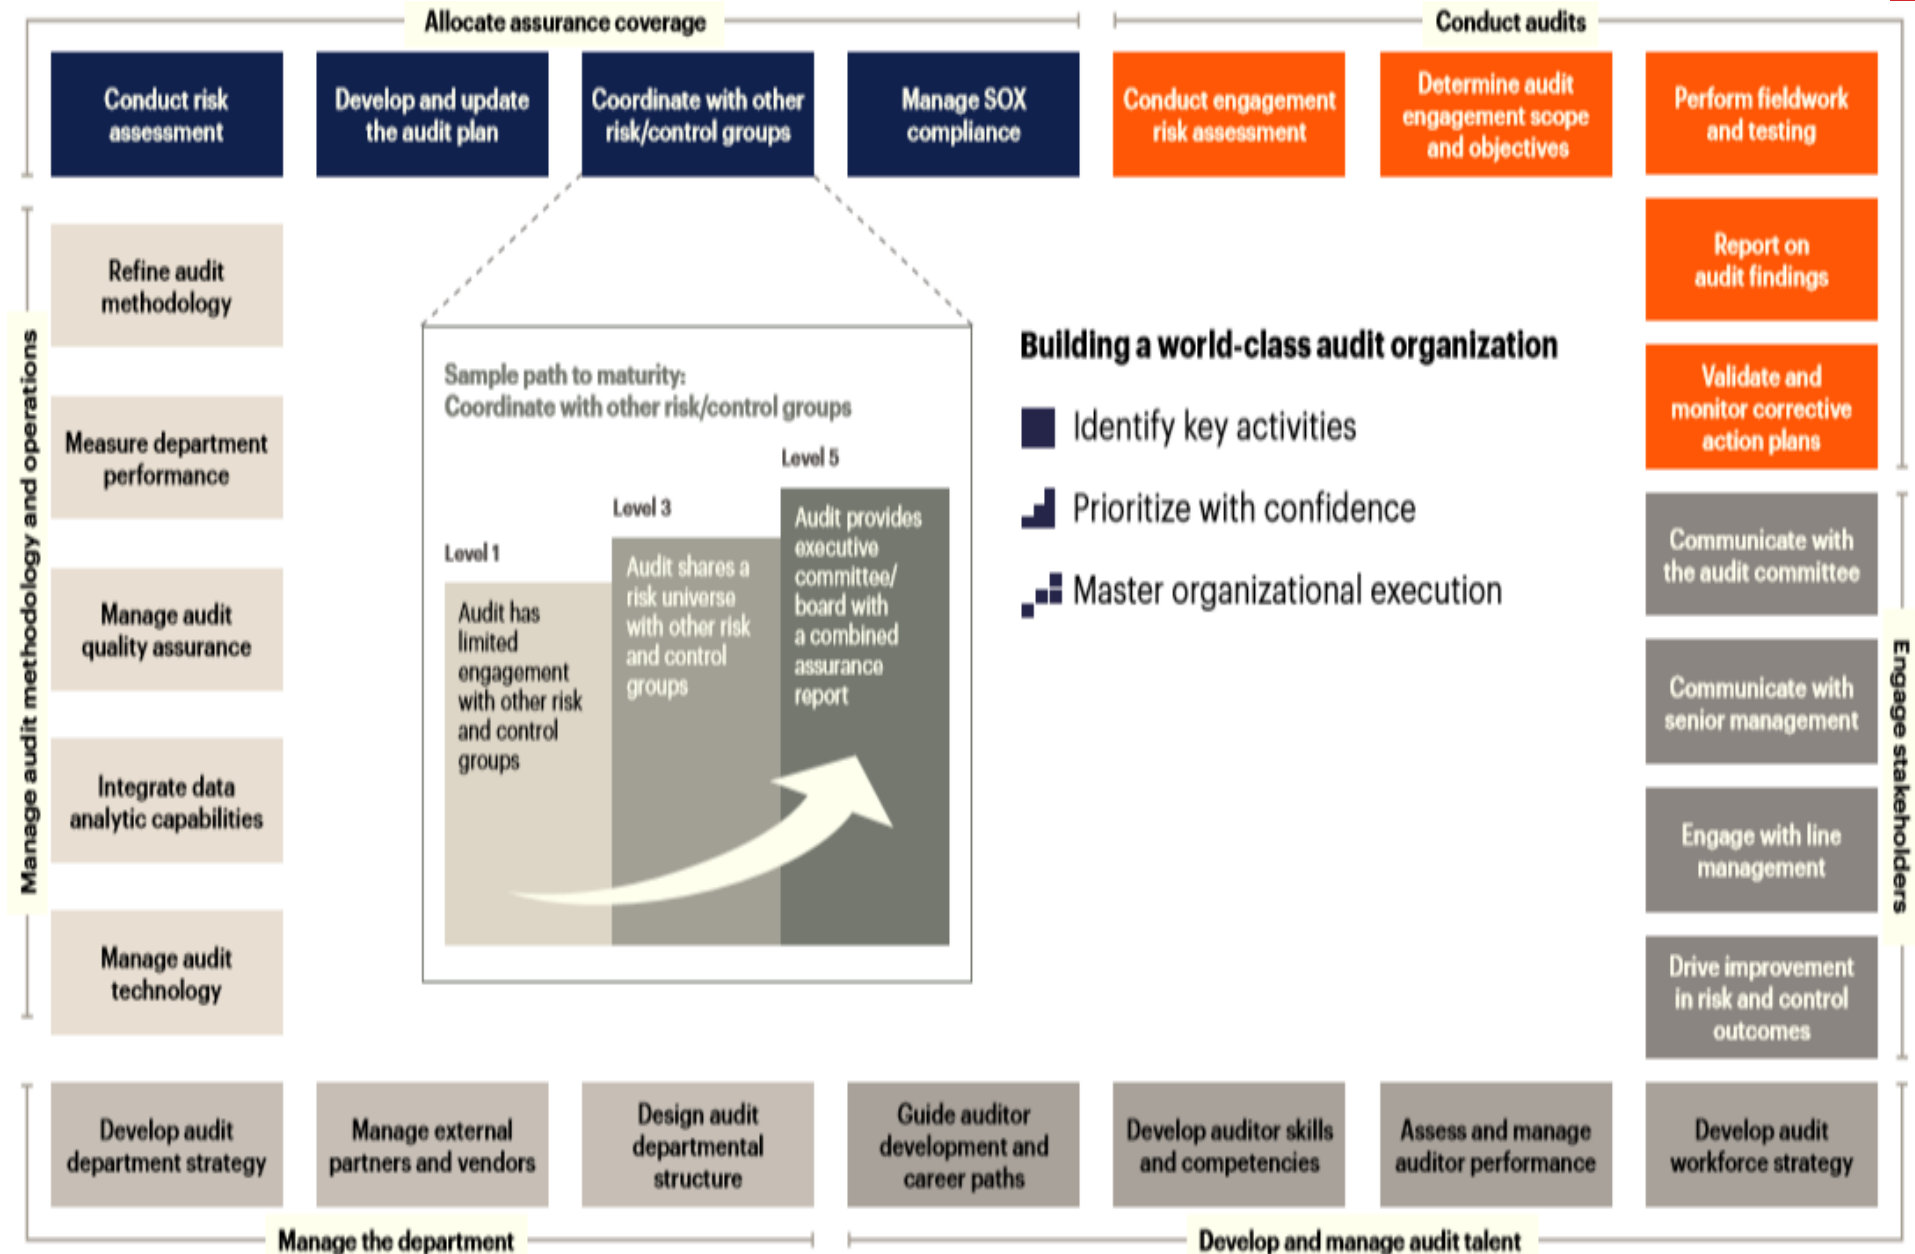 Allocate assurance coverage
Conduct audits
Conduct risk
assessment
Develop and update
the audit plan
Coordinate with other
risk/control groups
Manage SOX
compliance
Conduct engagement
risk assessment
Determine audit
engagement scope
and objectives
Perform fieldwork
and testing
Report on
audit findings
Validate and
monitor corrective
action plans
Manage audit methodology and operations
Refine audit
methodology
Measure department
performance
Manage audit
quality assurance
Integrate data
analytic capabilities
Manage audit
technology
Sample path to maturity:
Coordinate with other risk/control groups
Level 1
Audit has
limited
engagement
with other risk
and control
groups
Level 3
Audit shares a
risk universe
with other risk
and control
groups
Level 5
Audit provides
executive
committee/
board with
a combined
assurance
report
Building a world-class audit organization
Identify key activities
Prioritize with confidence
Master organizational execution
Communicate with
the audit committee
Communicate with
senior management
Engage with line
management
Drive improvement
in risk and control
outcomes
Engage stakeholders
Develop audit
department strategy
Manage external
partners and vendors
Design audit
departmental
structure
Guide auditor
development and
career paths
Develop auditor skills
and competencies
Assess and manage
auditor performance
Develop audit
workforce strategy
Manage the department
Develop and manage audit talent